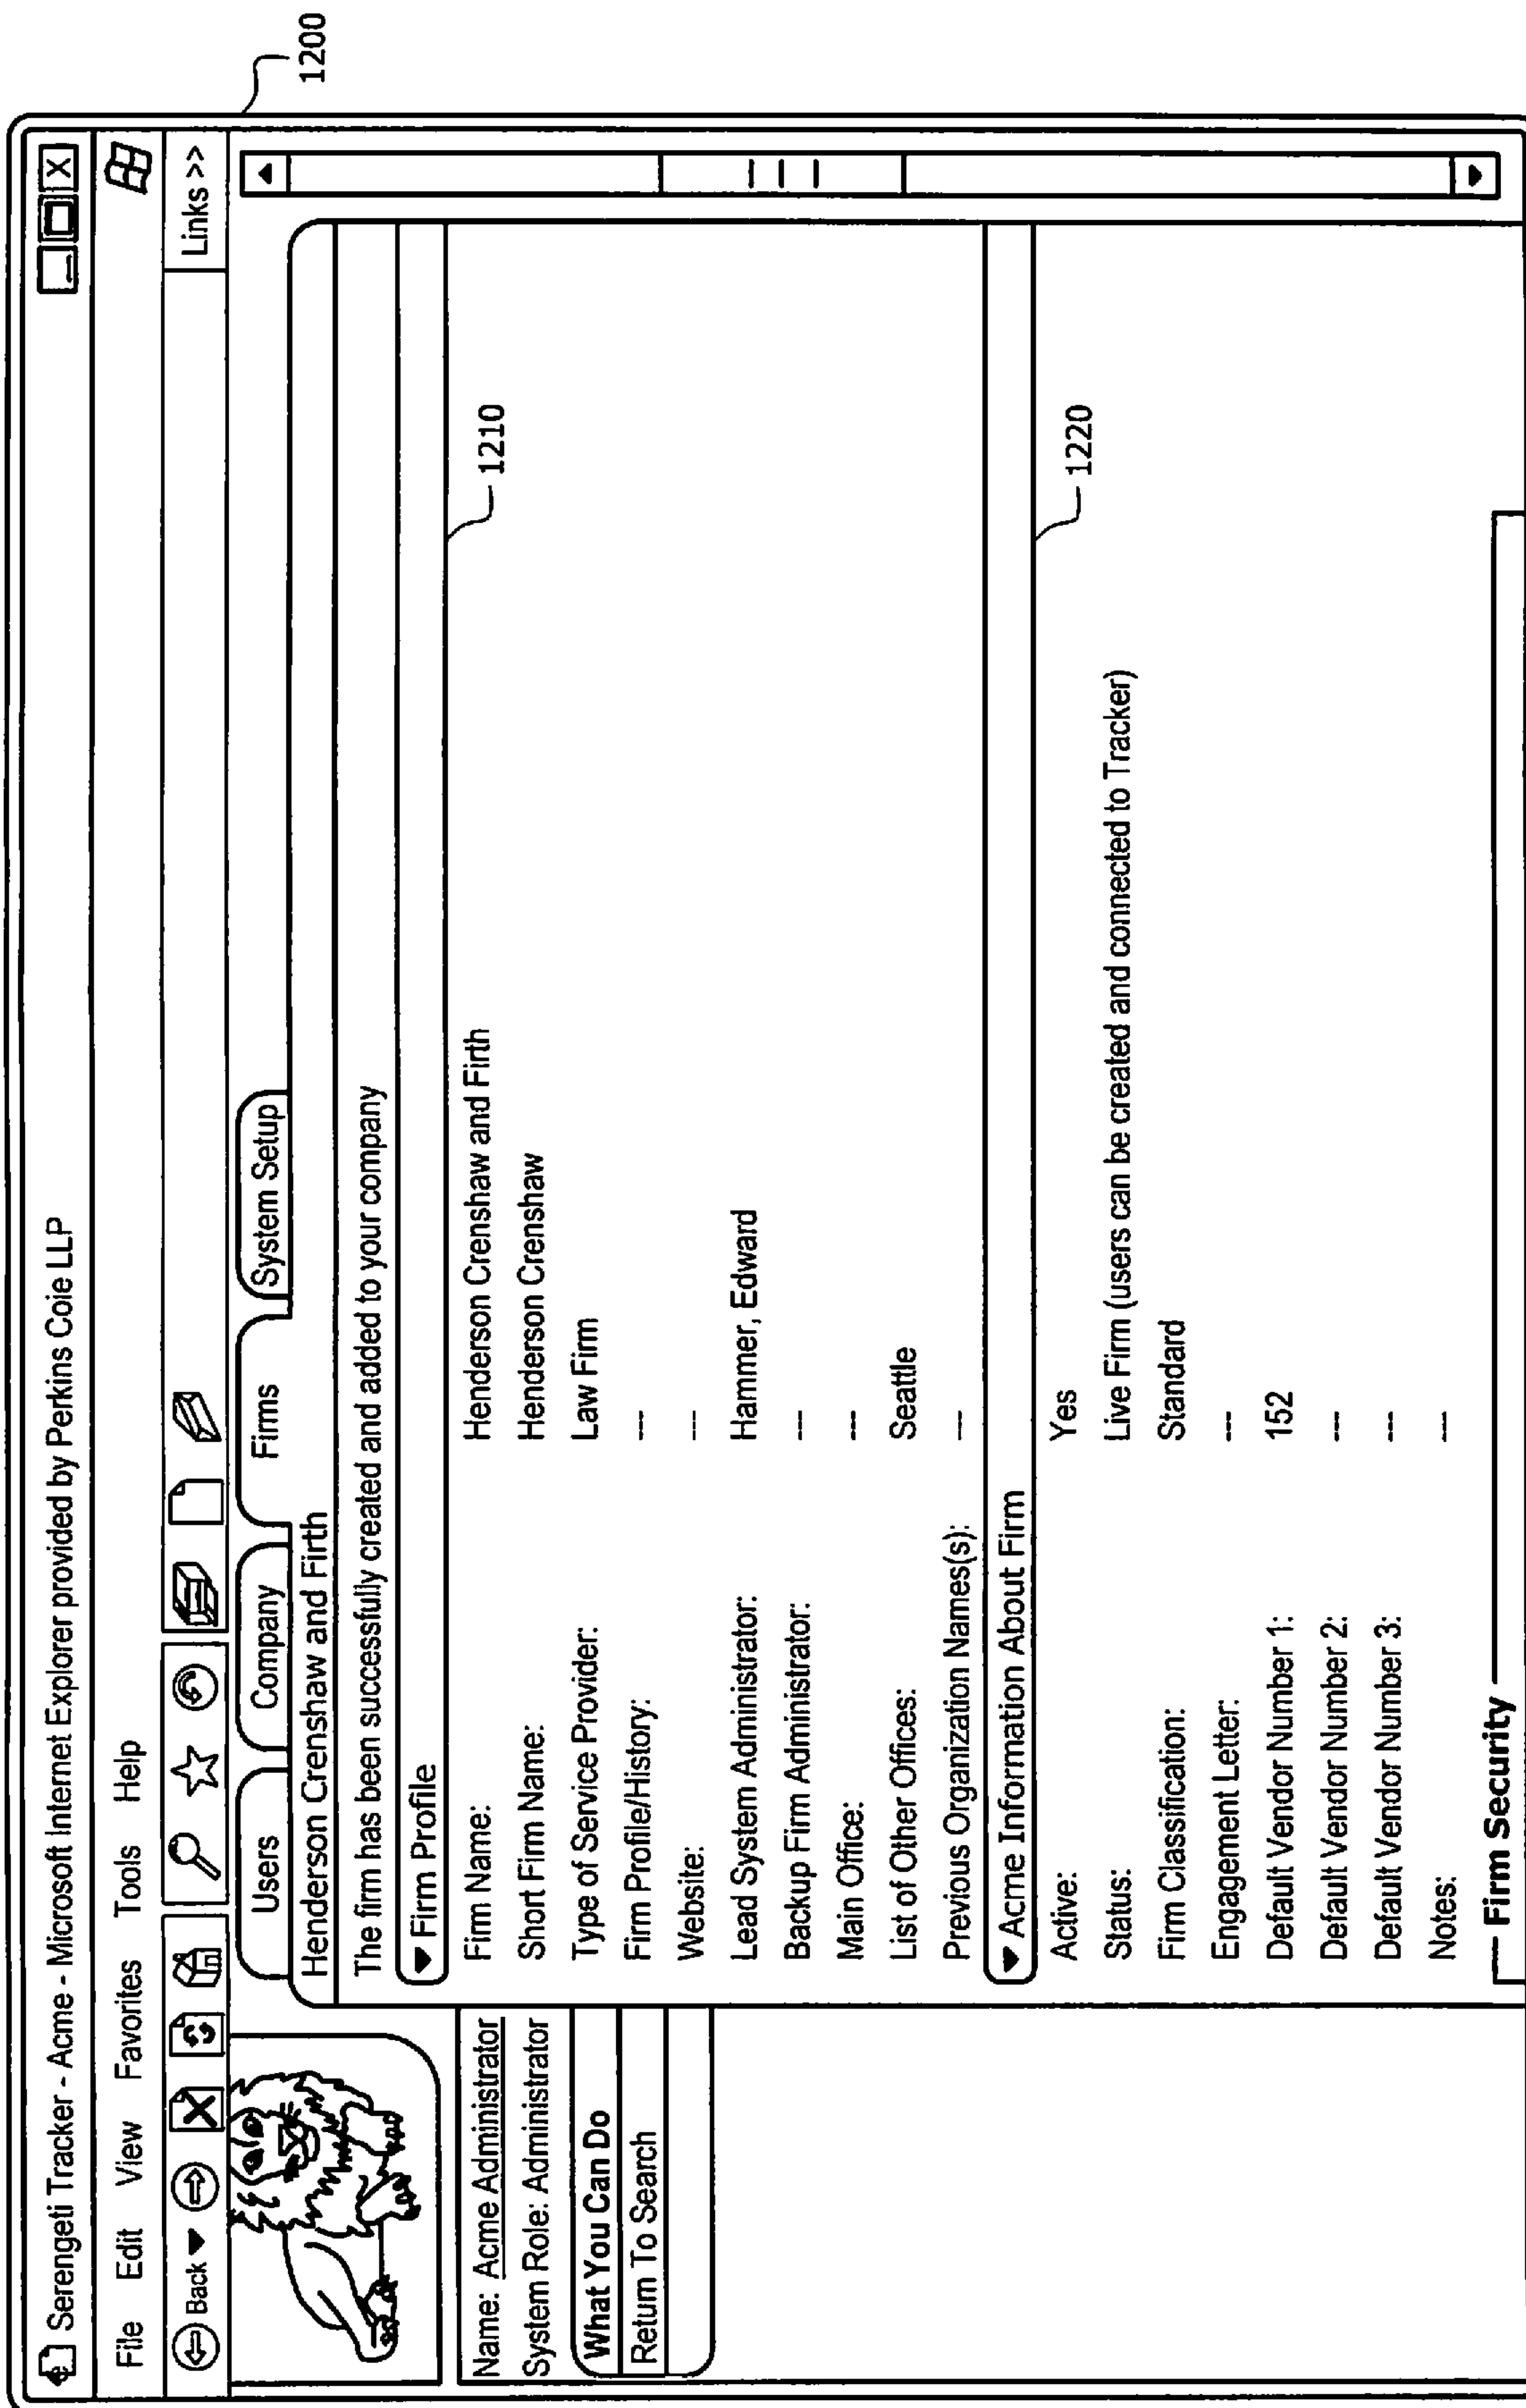 Serengeti Tracker - Acme - Microsoft Internet Explorer provided by Perkins Coie LLP
File Edit View Favorites Tools Help
Back
Links >>
1200
Users Company Firms System Setup
Henderson Crenshaw and Firth
The firm has been successfully created and added to your company
Name: Acme Administrator
System Role: Administrator
What You Can Do
Return To Search
Firm Profile
1210
Firm Name: Henderson Crenshaw and Firth
Short Firm Name: Henderson Crenshaw
Type of Service Provider: Law Firm
Firm Profile/History: ---
Website: ---
Lead System Administrator: Hammer, Edward
Backup Firm Administrator: ---
Main Office: ---
List of Other Offices: Seattle
Previous Organization Names(s): ---
Acme Information About Firm
1220
Active: Yes
Status: Live Firm (users can be created and connected to Tracker)
Firm Classification: Standard
Engagement Letter: ---
Default Vendor Number 1: 152
Default Vendor Number 2: ---
Default Vendor Number 3: ---
Notes: ---
Firm Security